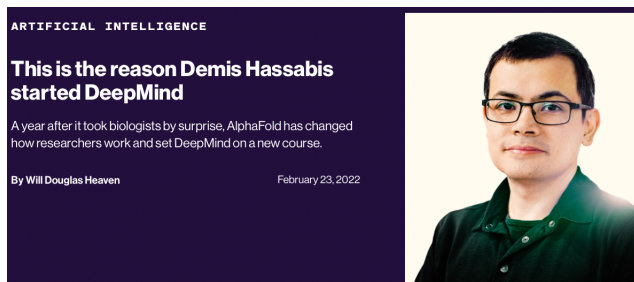 ARTIFICIAL INTELLIGENCE
This is the reason Demis Hassabis
started DeepMind
A year after it took biologists by surprise, AlphaFold has changed
how researchers work and set DeepMind on a new course.
By Will Douglas Heaven
February 23, 2022